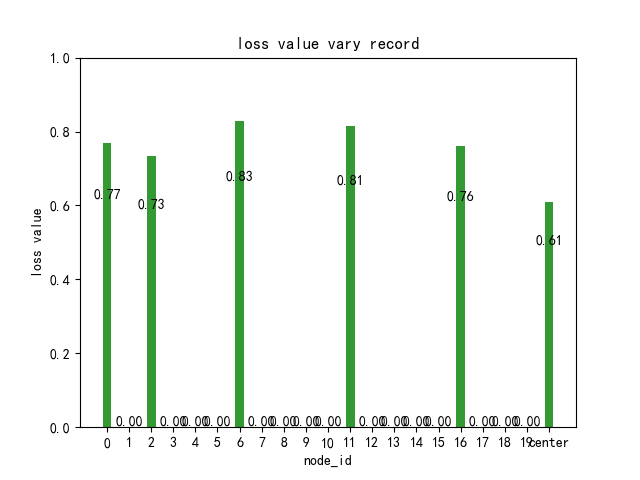 loss value vary record
1.0
0.8
0.6
0.4
0.2
0.0
loss value
0.77 0.00 0.73 0.00 0.00 0.00 0.83 0.00 0.00 0.00 0.00 0.81 0.00 0.00 0.00 0.00 0.76 0.00 0.00 0.00 0.61
0 1 2 3 4 5 6 7 8 9 10 11 12 13 14 15 16 17 18 19 center
node_id